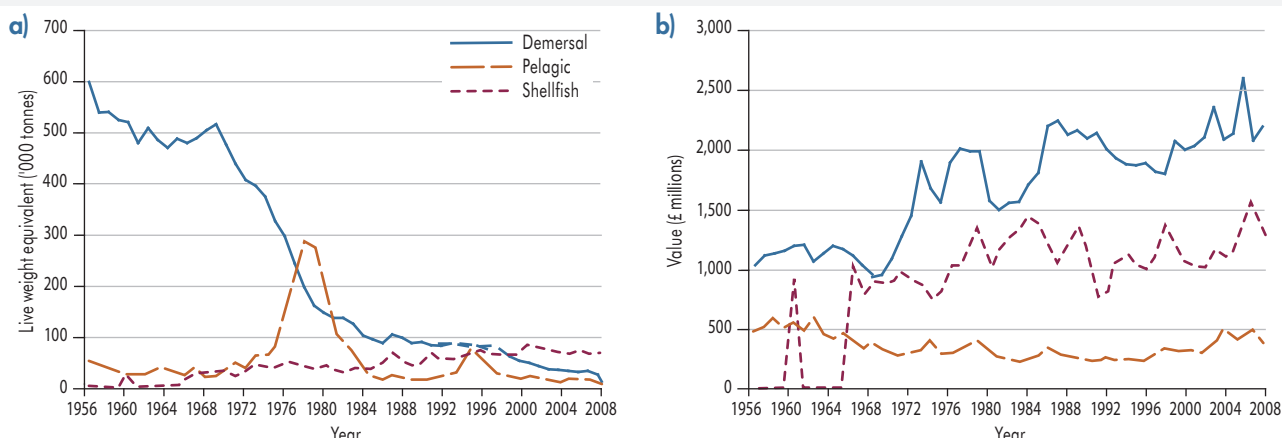 a)
Live weight equivalent ('000 tonnes)
700
600
500
400
300
200
100
0
Demersal
Pelagic
Shellfish
1956 1960 1964 1968 1972 1976 1980 1984 1988 1992 1996 2000 2004 2008
Year
b)
Value (£ millions)
3,000
2,500
2,000
1,500
1,000
500
0
1956 1960 1964 1968 1972 1976 1980 1984 1988 1992 1996 2000 2004 2008
Year